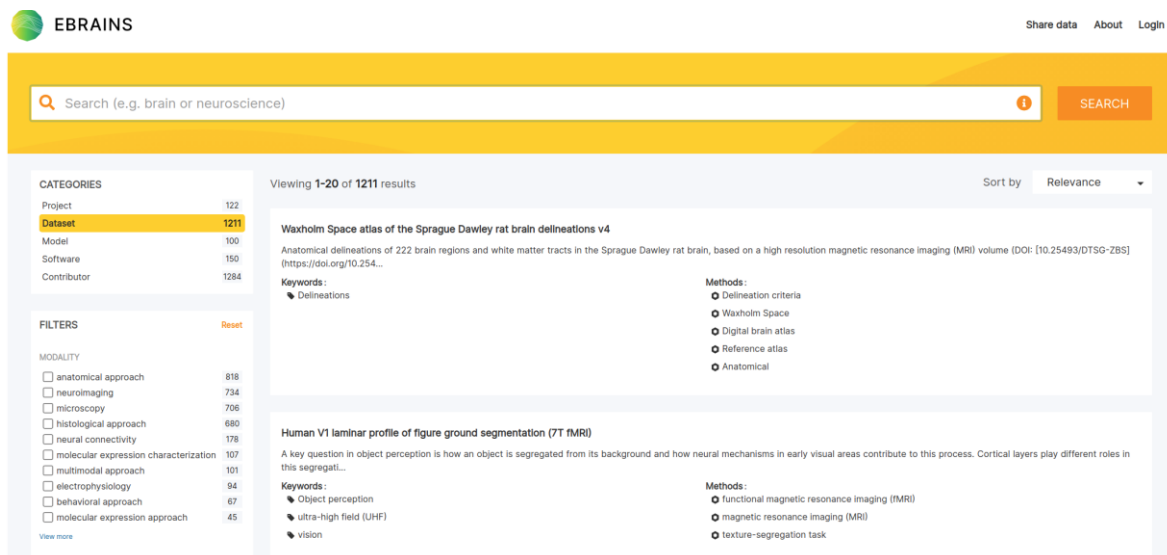 EBRAINS
Share data About Login
Search (e.g. brain or neuroscience)
SEARCH
CATEGORIES
Project 122
Dataset 1211
Model 100
Software 150
Contributor 1284
FILTERS Reset
MODALITY
anatomical approach 818
neuroimaging 734
microscopy 706
histological approach 680
neural connectivity 178
molecular expression characterization 107
multimodal approach 101
electrophysiology 94
behavioral approach 67
molecular expression approach 45
View more
Viewing 1-20 of 1211 results
Sort by Relevance
Waxholm Space atlas of the Sprague Dawley rat brain delineations v4
Anatomical delineations of 222 brain regions and white matter tracts in the Sprague Dawley rat brain, based on a high resolution magnetic resonance imaging (MRI) volume (DOI: [10.25493/DTSG-ZBS]
(https://doi.org/10.254...
Keywords:
Delineations
Methods:
Delineation criteria
Waxholm Space
Digital brain atlas
Reference atlas
Anatomical
Human V1 laminar profile of figure ground segmentation (7T fMRI)
A key question in object perception is how an object is segregated from its background and how neural mechanisms in early visual areas contribute to this process. Cortical layers play different roles in
this segregati...
Keywords:
Object perception
ultra-high field (UHF)
vision
Methods:
functional magnetic resonance imaging (fMRI)
magnetic resonance imaging (MRI)
texture-segregation task